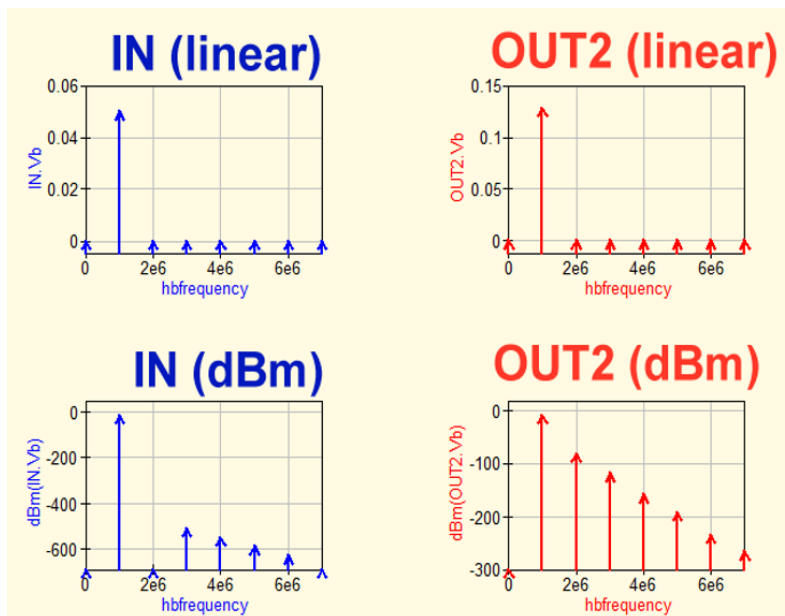 IN (linear)
OUT2 (linear)
0.06
0.04
0.02
0
IN.Vb
0
2e6
4e6
6e6
hbfrequency
0.15
0.1
0.05
0
OUT2.Vb
0
2e6
4e6
6e6
hbfrequency
IN (dBm)
OUT2 (dBm)
0
-200
-400
-600
dBm(IN.Vb)
0
2e6
4e6
6e6
hbfrequency
0
-100
-200
-300
dBm(OUT2.Vb)
0
2e6
4e6
6e6
hbfrequency